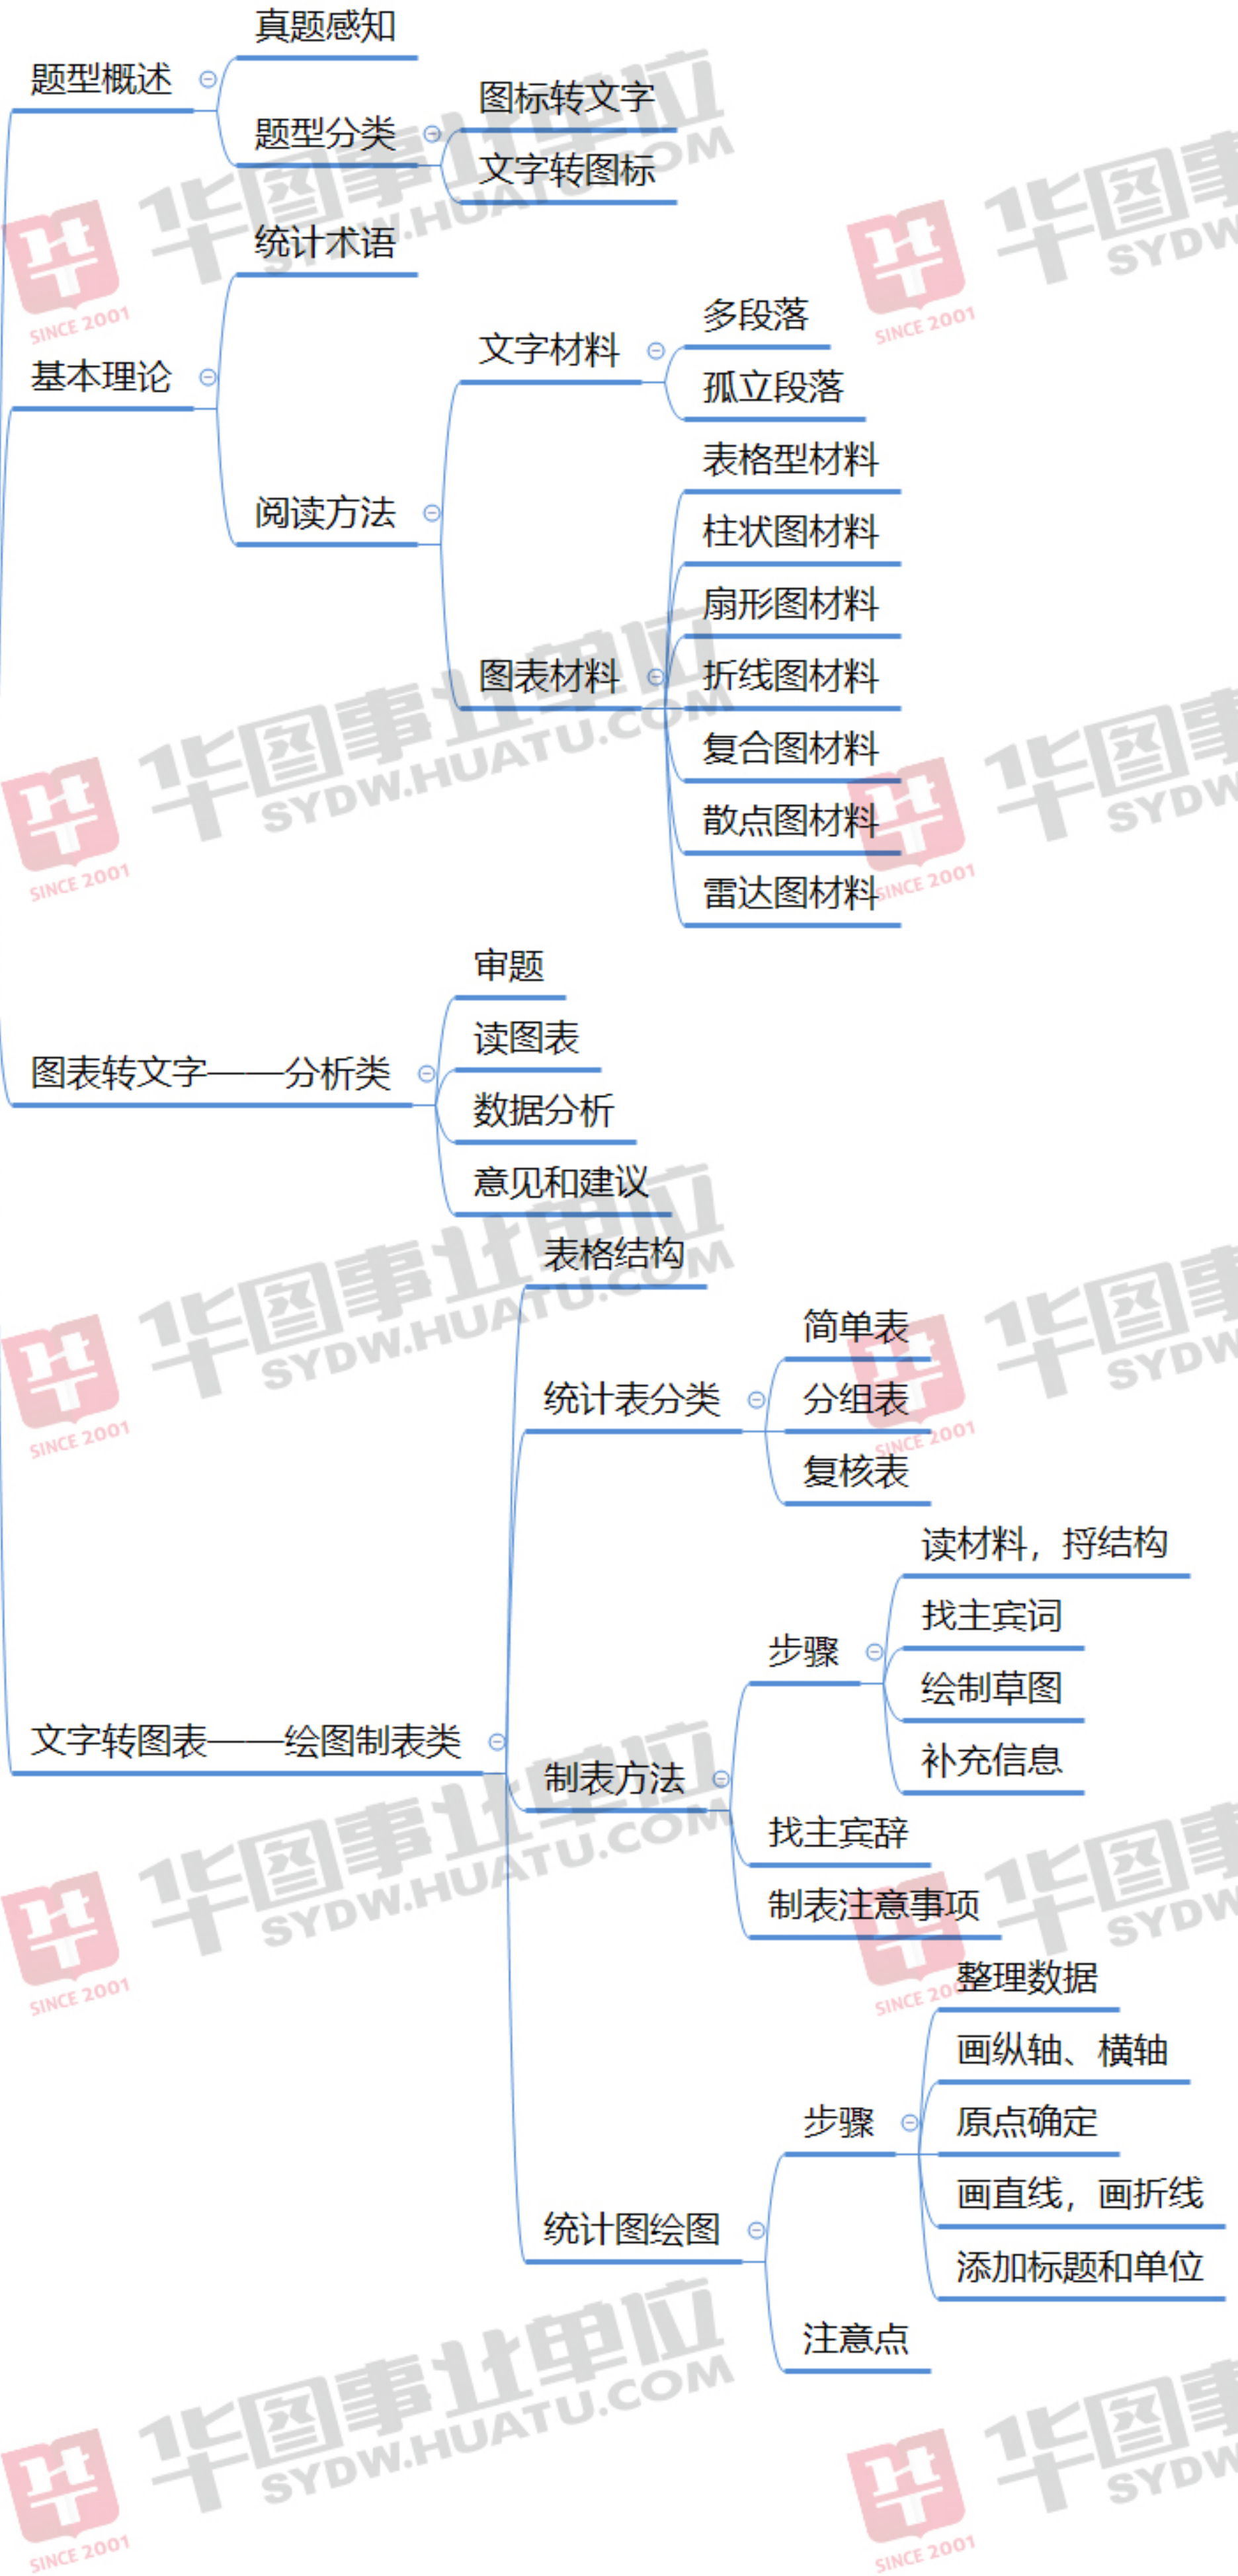 真题感知
题型概述
图标转文字
题型分类
文字转图标
统计术语
多段落
文字材料
孤立段落
基本理论
表格型材料
阅读方法
柱状图材料
扇形图材料
图表材料
折线图材料
复合图材料
散点图材料
雷达图材料
审题
读图表
图表转文字——分析类
数据分析
意见和建议
表格结构
简单表
统计表分类
分组表
复核表
读材料，捋结构
找主宾词
步骤
绘制草图
文字转图表——绘图制表类
补充信息
制表方法
找主宾辞
制表注意事项
整理数据
画纵轴、横轴
步骤
原点确定
画直线，画折线
统计图绘图
添加标题和单位
注意点
华图事业单位
SYDW.HUATU.COM
SINCE 2001